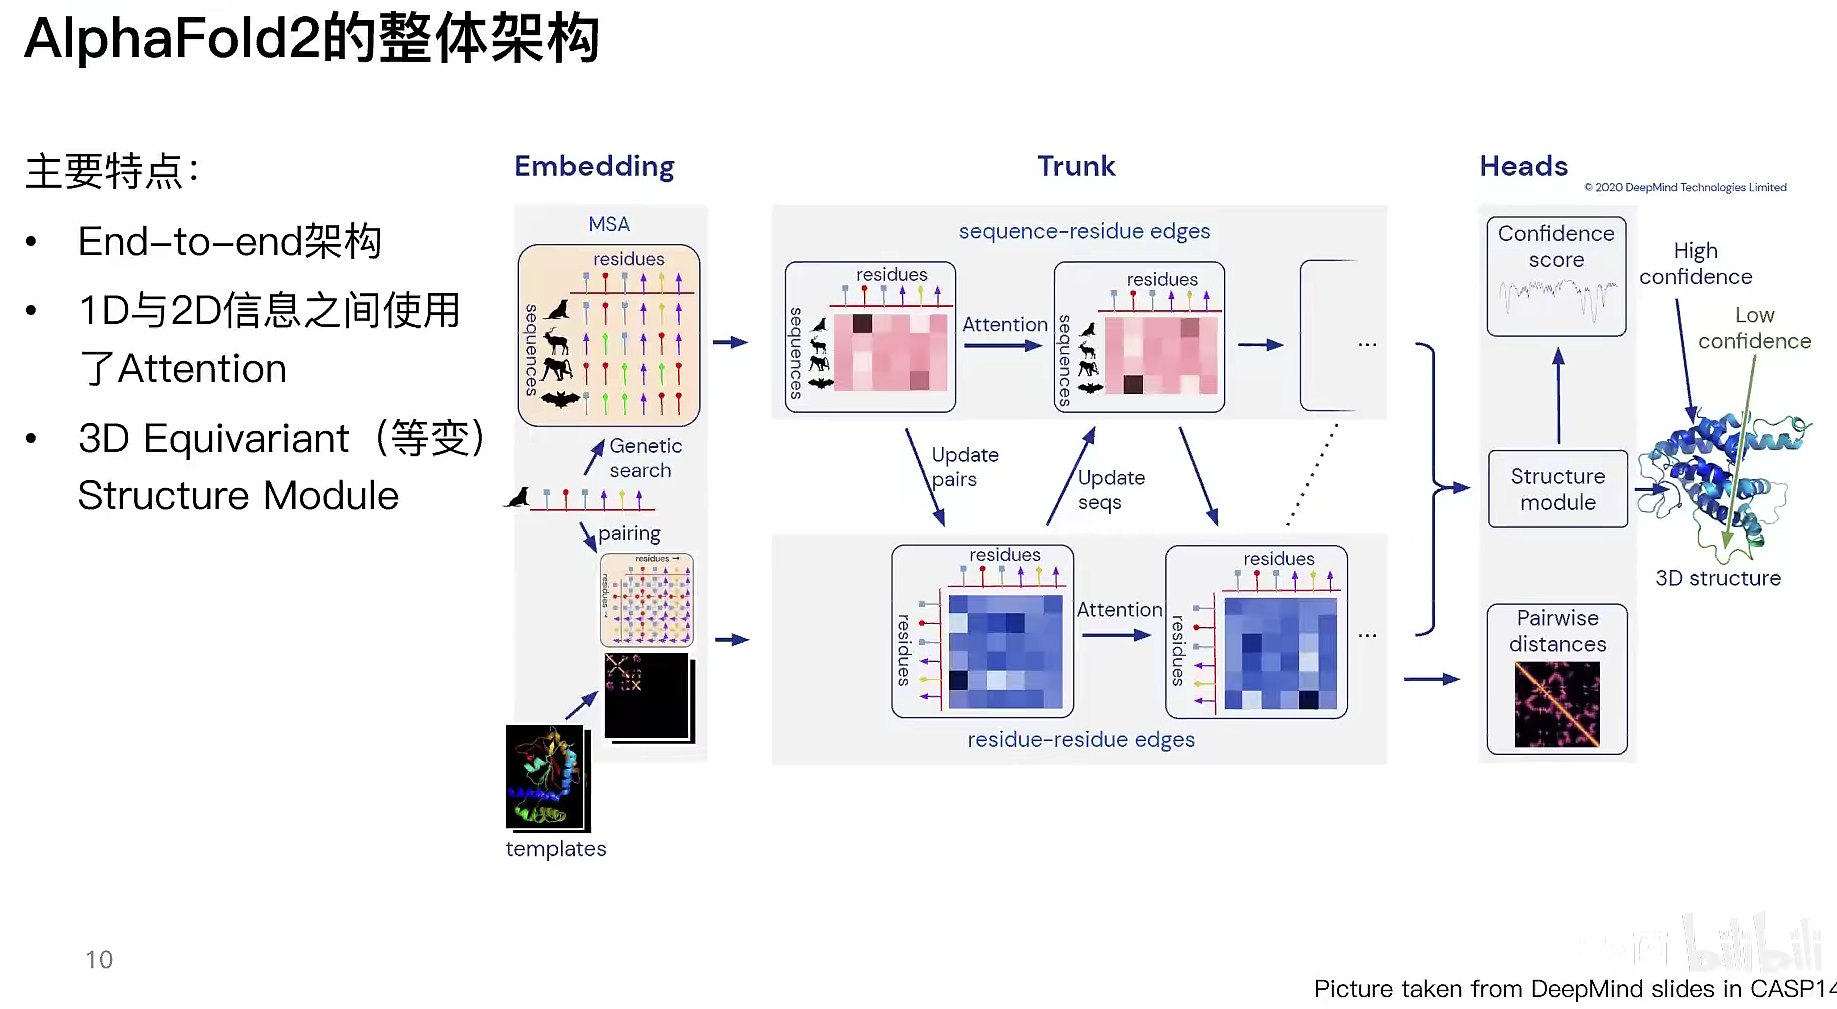 AlphaFold2的整体架构
主要特点：
• End-to-end架构
• 1D与2D信息之间使用
了Attention
• 3D Equivariant（等变）
Structure Module
Embedding
MSA
residues
sequences
Genetic
search
pairing
residues →
residues →
templates
Trunk
sequence-residue edges
residues
sequences
Attention
residues
sequences
...
Update
pairs
Update
seqs
residues
residues
Attention
residues
residues
...
residue-residue edges
Heads
© 2020 DeepMind Technologies Limited
Confidence
score
High
confidence
Low
confidence
Structure
module
3D structure
Pairwise
distances
10
bilibili
Picture taken from DeepMind slides in CASP14